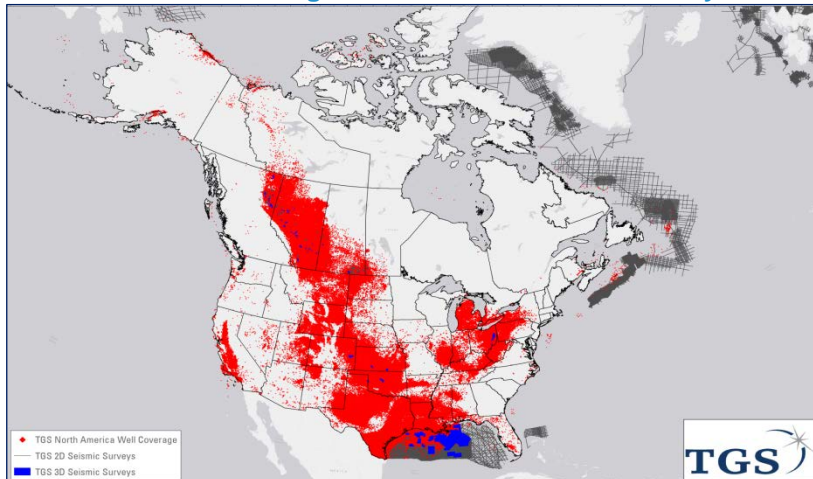 TGS North America Well Coverage
TGS 2D Seismic Surveys
TGS 3D Seismic Surveys
TGS